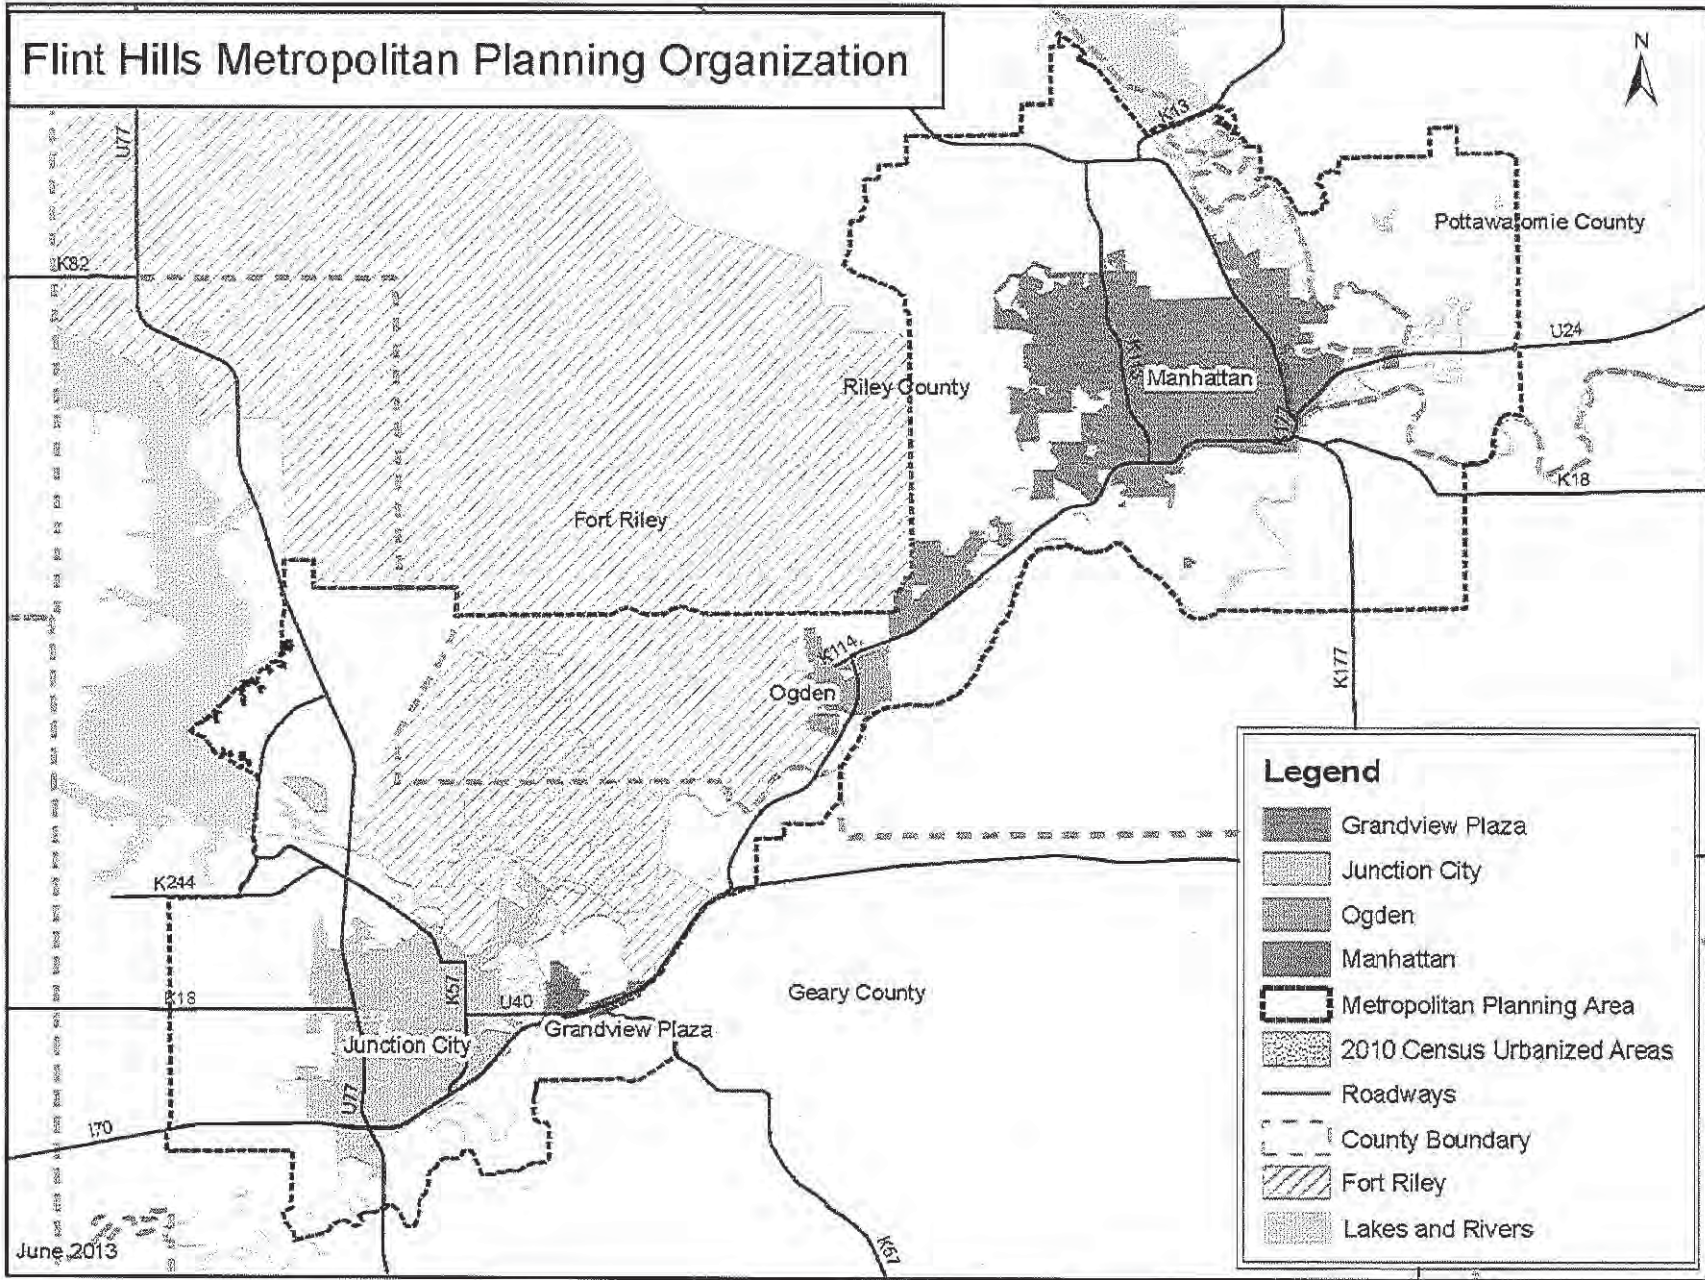 Flint Hills Metropolitan Planning Organization
N
U77
K13
Pottawatomie County
K82
U24
Riley County
K113
Manhattan
K177
K18
Fort Riley
K114
Ogden
K177
Legend
Grandview Plaza
Junction City
Ogden
Manhattan
Metropolitan Planning Area
2010 Census Urbanized Areas
Roadways
County Boundary
Fort Riley
Lakes and Rivers
K244
K18
K57
U40
Geary County
Grandview Plaza
Junction City
U77
I70
K57
June 2013